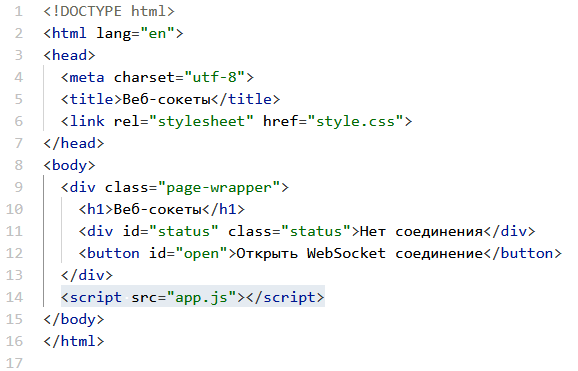 1 <!DOCTYPE html>
2 <html lang="en">
3 <head>
4 <meta charset="utf-8">
5 <title>Веб-сокеты</title>
6 <link rel="stylesheet" href="style.css">
7 </head>
8 <body>
9 <div class="page-wrapper">
10 <h1>Веб-сокеты</h1>
11 <div id="status" class="status">Нет соединения</div>
12 <button id="open">Открыть WebSocket соединение</button>
13 </div>
14 <script src="app.js"></script>
15 </body>
16 </html>
17